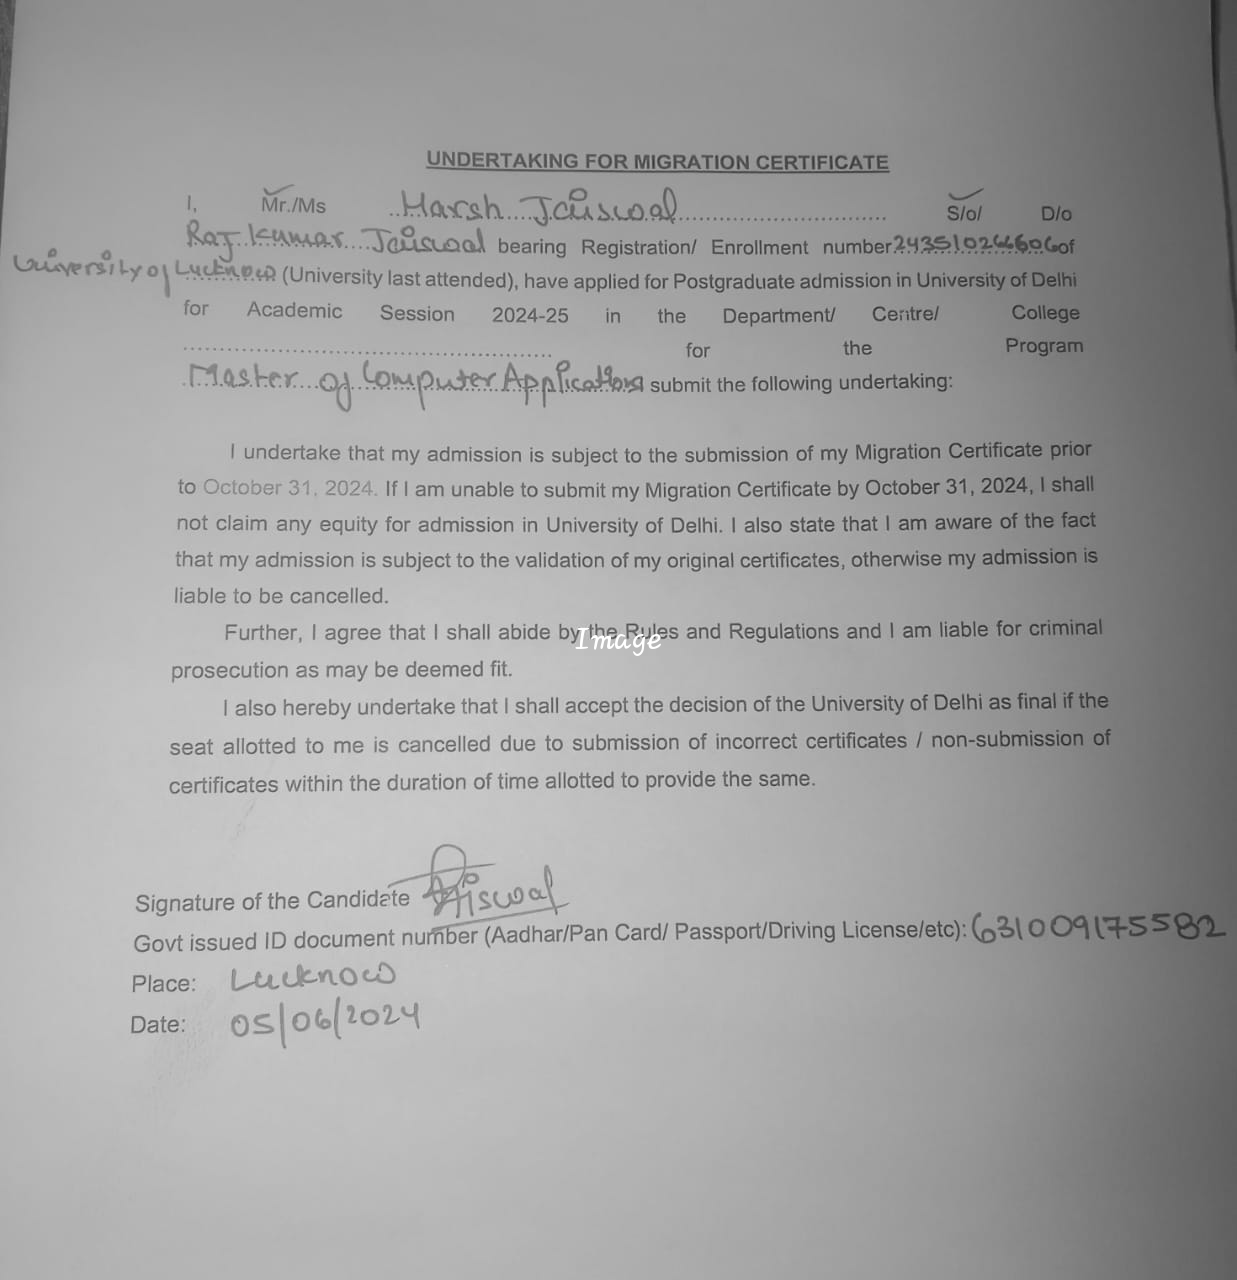 UNDERTAKING FOR MIGRATION CERTIFICATE
I, Mr./Ms ..Harsh....Jaiswal................................. S/o/ D/o
Raj..Kumar....Jaiswal bearing Registration/ Enrollment number of
University of Lucknow (University last attended), have applied for Postgraduate admission in University of Delhi
for Academic Session 2024-25 in the Department/ Centre/ College
.................................................... for the Program
.Master...of.Computer Applications submit the following undertaking:
I undertake that my admission is subject to the submission of my Migration Certificate prior
to October 31, 2024. If I am unable to submit my Migration Certificate by October 31, 2024, I shall
not claim any equity for admission in University of Delhi. I also state that I am aware of the fact
that my admission is subject to the validation of my original certificates, otherwise my admission is
liable to be cancelled.
Further, I agree that I shall abide by the Rules and Regulations and I am liable for criminal
prosecution as may be deemed fit.
Image
I also hereby undertake that I shall accept the decision of the University of Delhi as final if the
seat allotted to me is cancelled due to submission of incorrect certificates / non-submission of
certificates within the duration of time allotted to provide the same.
Signature of the Candidate Jaiswal
Govt issued ID document number (Aadhar/Pan Card/ Passport/Driving License/etc): 631009175582
Place: Lucknow
Date: 05/06/2024